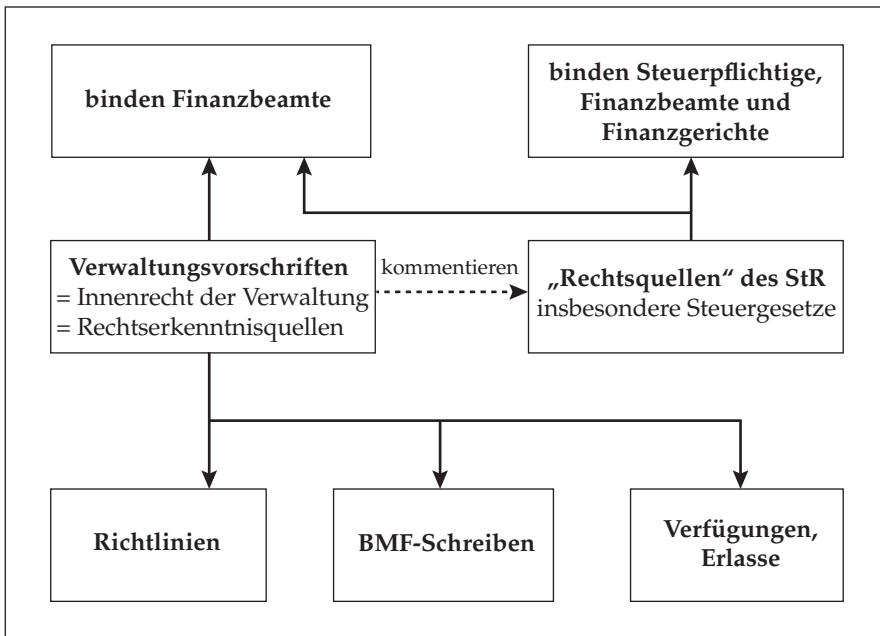 binden Finanzbeamte
binden Steuerpflichtige,
Finanzbeamte und
Finanzgerichte
Verwaltungsvorschriften
= Innenrecht der Verwaltung
= Rechtserkenntnisquellen
kommentieren
„Rechtsquellen“ des StR
insbesondere Steuergesetze
Richtlinien
BMF-Schreiben
Verfügungen,
Erlasse